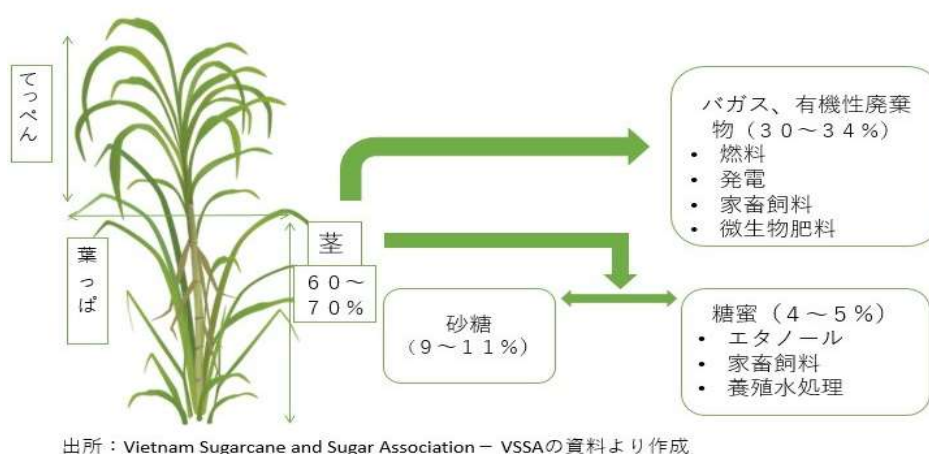 てっぺん
葉っぱ
茎
６０～
７０%
バガス、有機性廃棄
物（３０～３４%）
• 燃料
• 発電
• 家畜飼料
• 微生物肥料
砂糖
（９～１１%）
糖蜜（４～５%）
• エタノール
• 家畜飼料
• 養殖水処理
出所：Vietnam Sugarcane and Sugar Association － VSSAの資料より作成